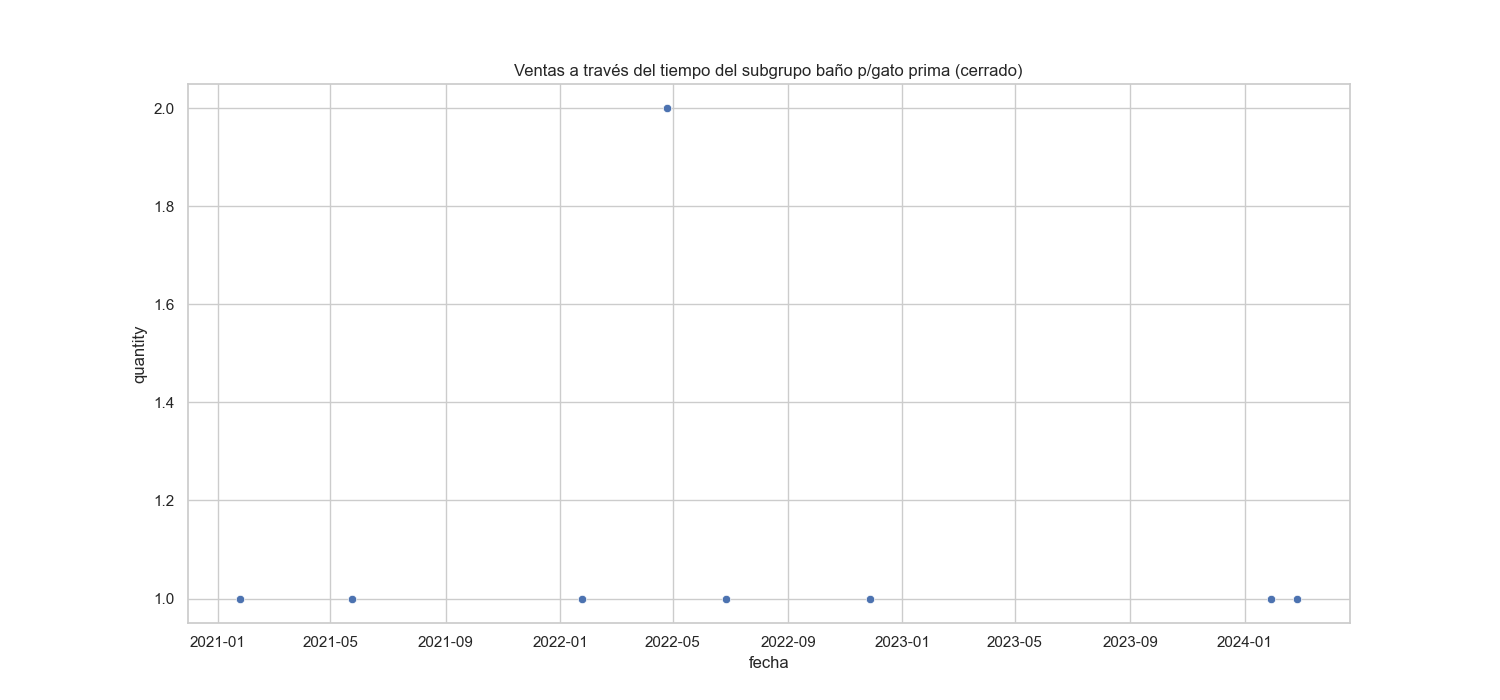 Ventas a través del tiempo del subgrupo baño p/gato prima (cerrado)
2.0
1.8
1.6
1.4
1.2
1.0
quantity
2021-01 2021-05 2021-09 2022-01 2022-05 2022-09 2023-01 2023-05 2023-09 2024-01
fecha